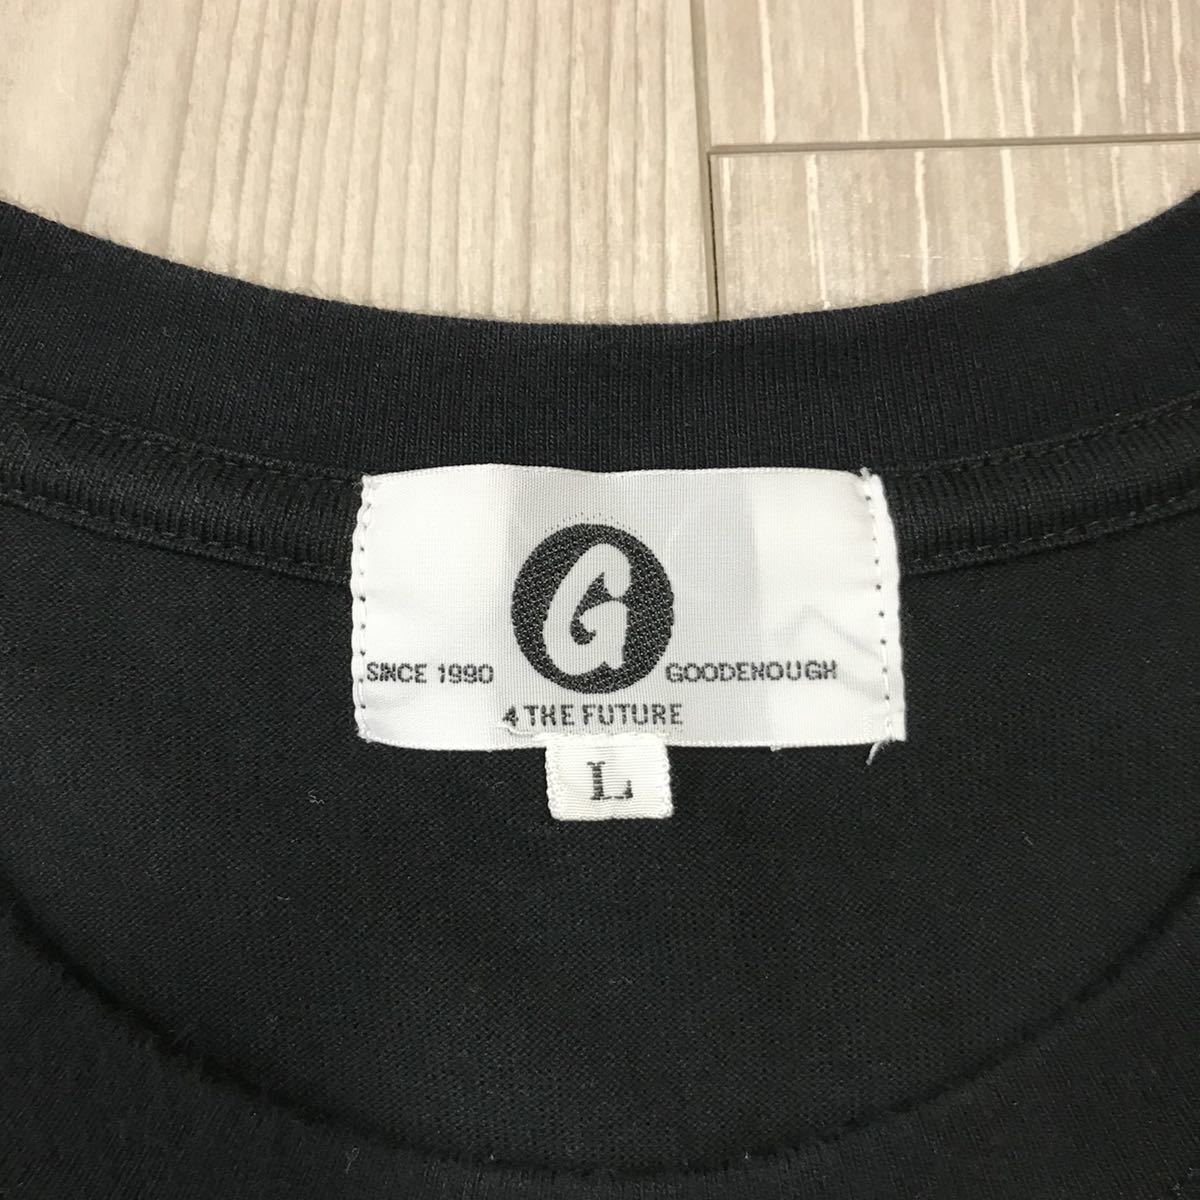 G
SINCE 1990 GOODENOUGH
4 THE FUTURE
L